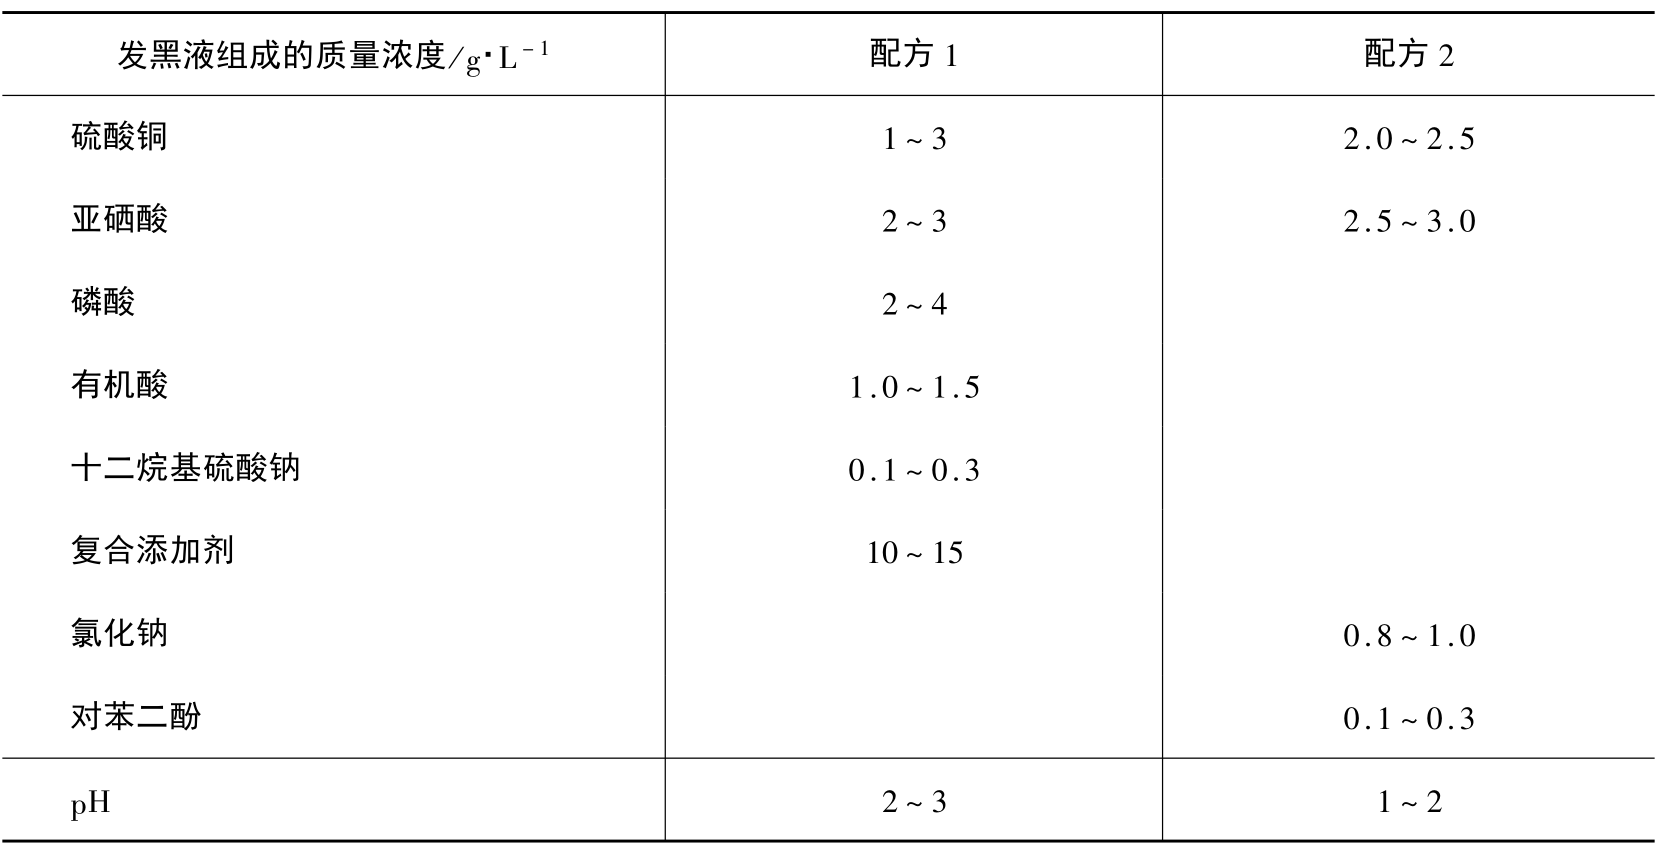 发黑液组成的质量浓度/g·L⁻¹ 配方1 配方2
硫酸铜 1~3 2.0~2.5
亚硒酸 2~3 2.5~3.0
磷酸 2~4
有机酸 1.0~1.5
十二烷基硫酸钠 0.1~0.3
复合添加剂 10~15
氯化钠 0.8~1.0
对苯二酚 0.1~0.3
pH 2~3 1~2